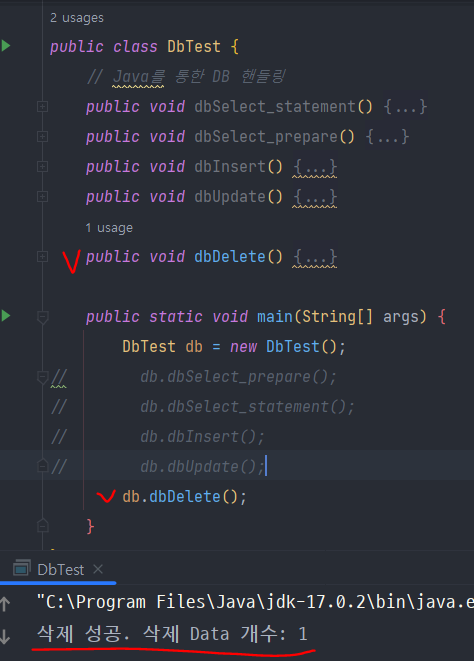 2 usages
public class DbTest {
// Java를 통한 DB 핸들링
public void dbSelect_statement() {...}
public void dbSelect_prepare() {...}
public void dbInsert() {...}
public void dbUpdate() {...}
1 usage
public void dbDelete() {...}
public static void main(String[] args) {
DbTest db = new DbTest();
// db.dbSelect_prepare();
// db.dbSelect_statement();
// db.dbInsert();
// db.dbUpdate();
db.dbDelete();
}
DbTest
"C:\Program Files\Java\jdk-17.0.2\bin\java.e
삭제 성공. 삭제 Data 개수: 1